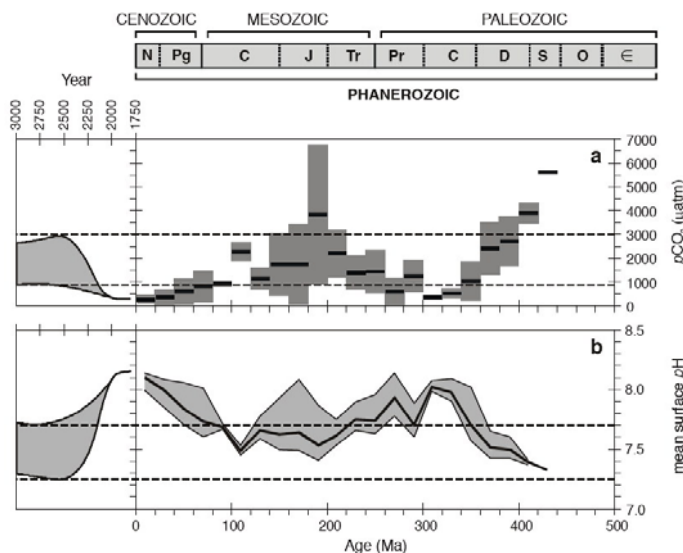 CENOZOIC MESOZOIC PALEOZOIC
N Pg C J Tr Pr C D S O ∈
PHANEROZOIC
Year
3000 2750 2500 2250 2000 1750
a
7000
6000
5000
4000
3000
2000
1000
0
pCO₂ (µatm)
b
8.5
8.0
7.5
7.0
mean surface pH
0 100 200 300 400 500
Age (Ma)